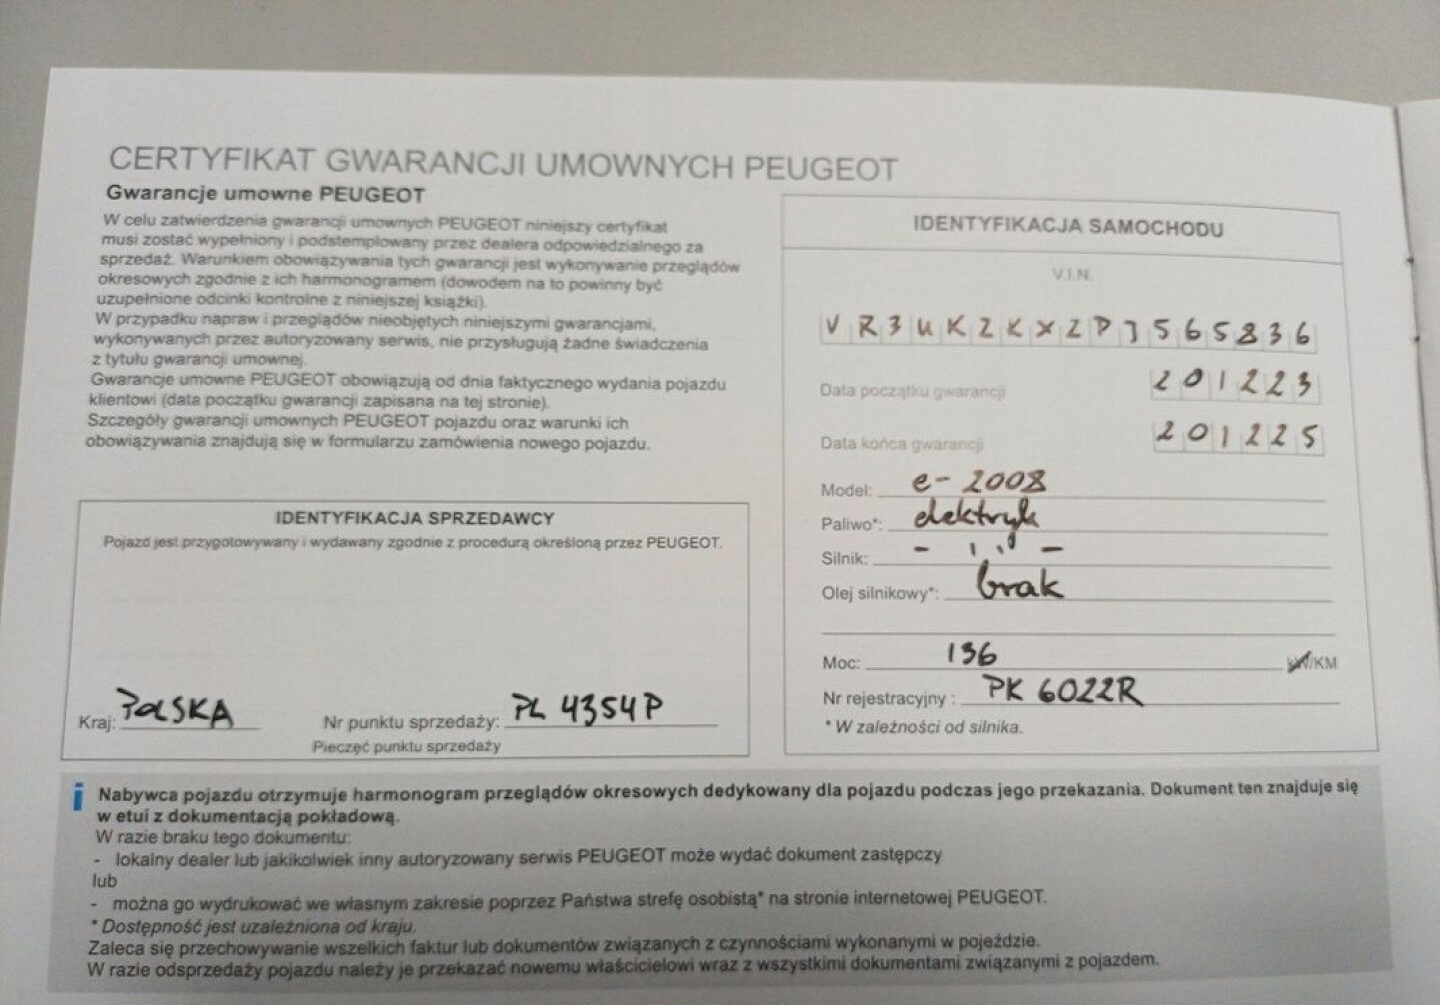 CERTYFIKAT GWARANCJI UMOWNYCH PEUGEOT
Gwarancje umowne PEUGEOT
W celu zatwierdzenia gwarancji umownych PEUGEOT niniejszy certyfikat
musi zostać wypełniony i podstemplowany przez dealera odpowiedzialnego za
sprzedaż. Warunkiem obowiązywania tych gwarancji jest wykonywanie przeglądów
okresowych zgodnie z ich harmonogramem (dowodem na to powinny być
uzupełnione odcinki kontrolne z niniejszej książki).
W przypadku napraw i przeglądów nieobjętych niniejszymi gwarancjami,
wykonywanych przez autoryzowany serwis, nie przysługują żadne świadczenia
z tytułu gwarancji umownej.
Gwarancje umowne PEUGEOT obowiązują od dnia faktycznego wydania pojazdu
klientowi (data początku gwarancji zapisana na tej stronie).
Szczegóły gwarancji umownych PEUGEOT pojazdu oraz warunki ich
obowiązywania znajdują się w formularzu zamówienia nowego pojazdu.
IDENTYFIKACJA SPRZEDAWCY
Pojazd jest przygotowywany i wydawany zgodnie z procedurą określoną przez PEUGEOT.
Kraj: POLSKA Nr punktu sprzedaży: PL 4354P
Pieczęć punktu sprzedaży
IDENTYFIKACJA SAMOCHODU
V.I.N.
VR3UKZKXZPJ565836
Data początku gwarancji 201223
Data końca gwarancji 201225
Model: e-2008
Paliwo*: elektryk
Silnik: - -
Olej silnikowy*: brak
Moc: 136 kW/KM
Nr rejestracyjny : PK 6022R
* W zależności od silnika.
i Nabywca pojazdu otrzymuje harmonogram przeglądów okresowych dedykowany dla pojazdu podczas jego przekazania. Dokument ten znajduje się
w etui z dokumentacją pokładową.
W razie braku tego dokumentu:
- lokalny dealer lub jakikolwiek inny autoryzowany serwis PEUGEOT może wydać dokument zastępczy
lub
- można go wydrukować we własnym zakresie poprzez Państwa strefę osobistą* na stronie internetowej PEUGEOT.
* Dostępność jest uzależniona od kraju.
Zaleca się przechowywanie wszelkich faktur lub dokumentów związanych z czynnościami wykonanymi w pojeździe.
W razie odsprzedaży pojazdu należy je przekazać nowemu właścicielowi wraz z wszystkimi dokumentami związanymi z pojazdem.